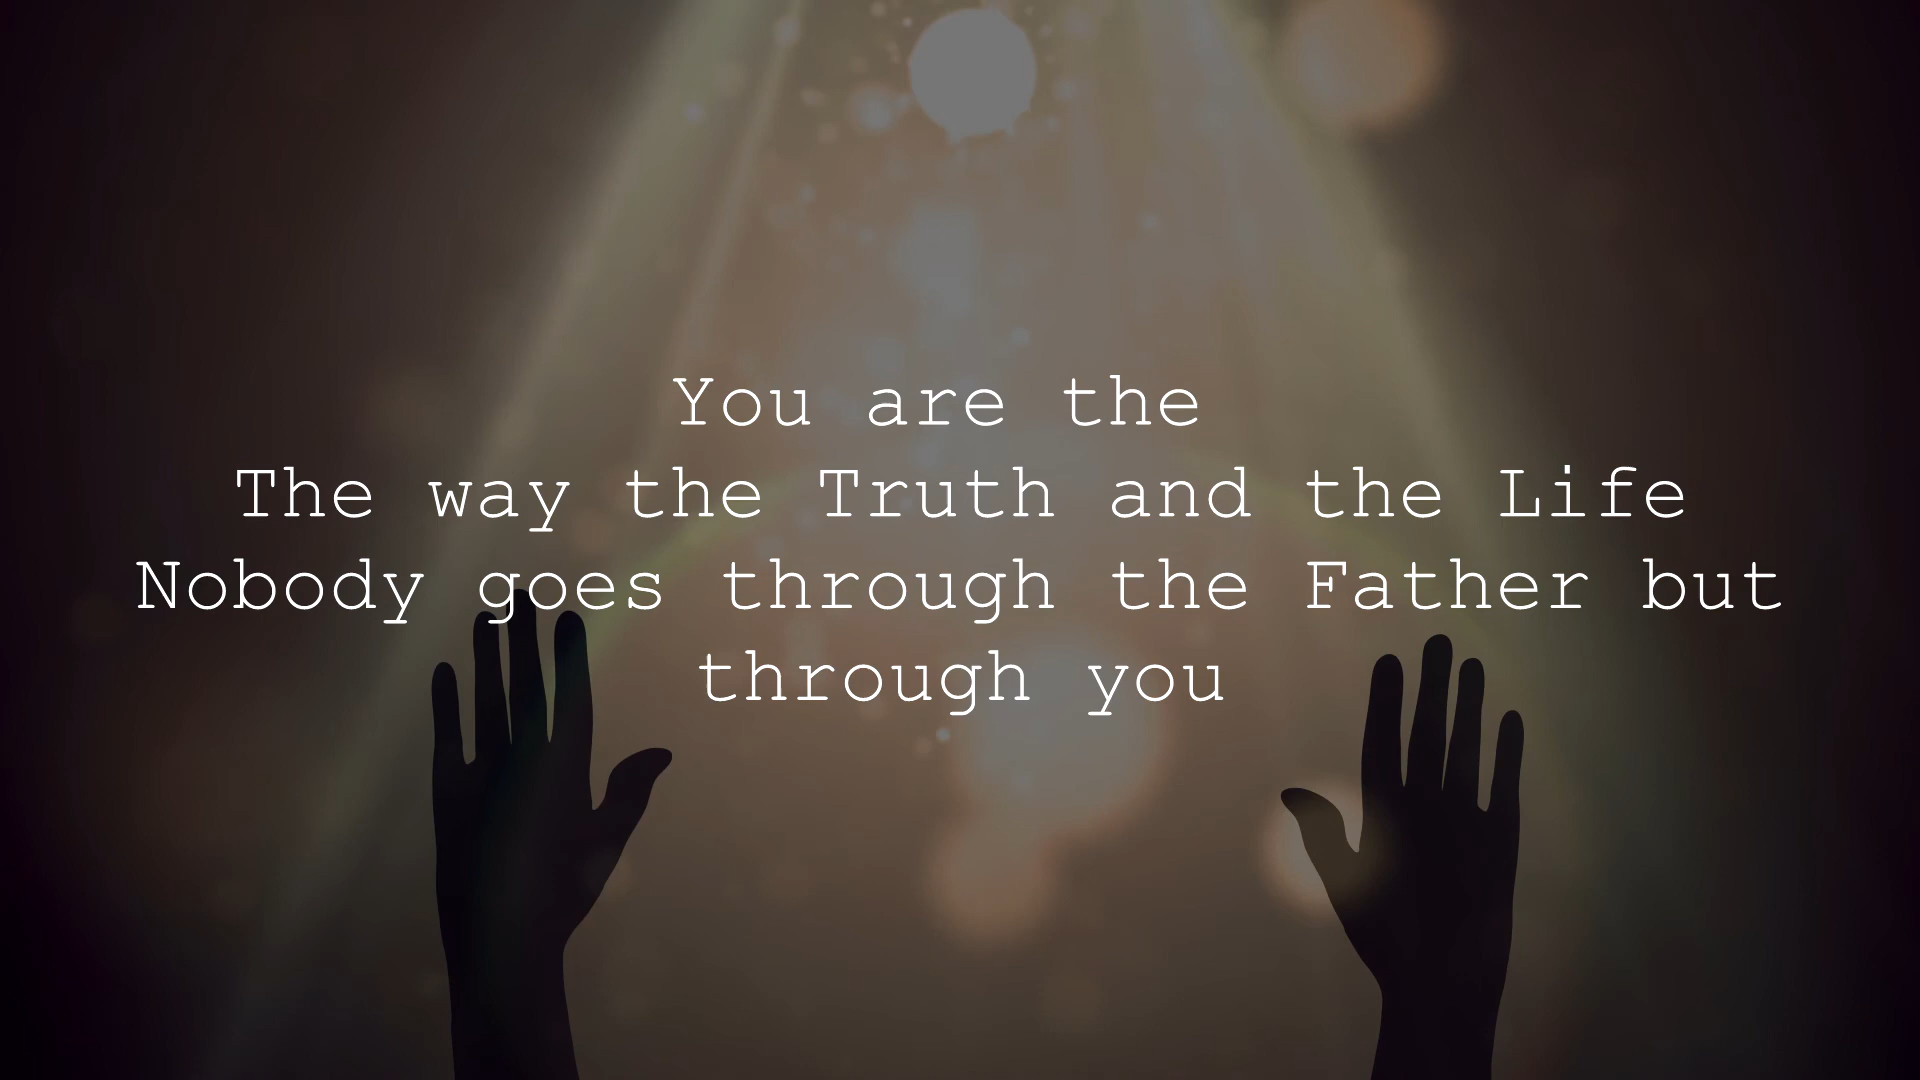 You are the
The way the Truth and the Life
Nobody goes through the Father but
through you